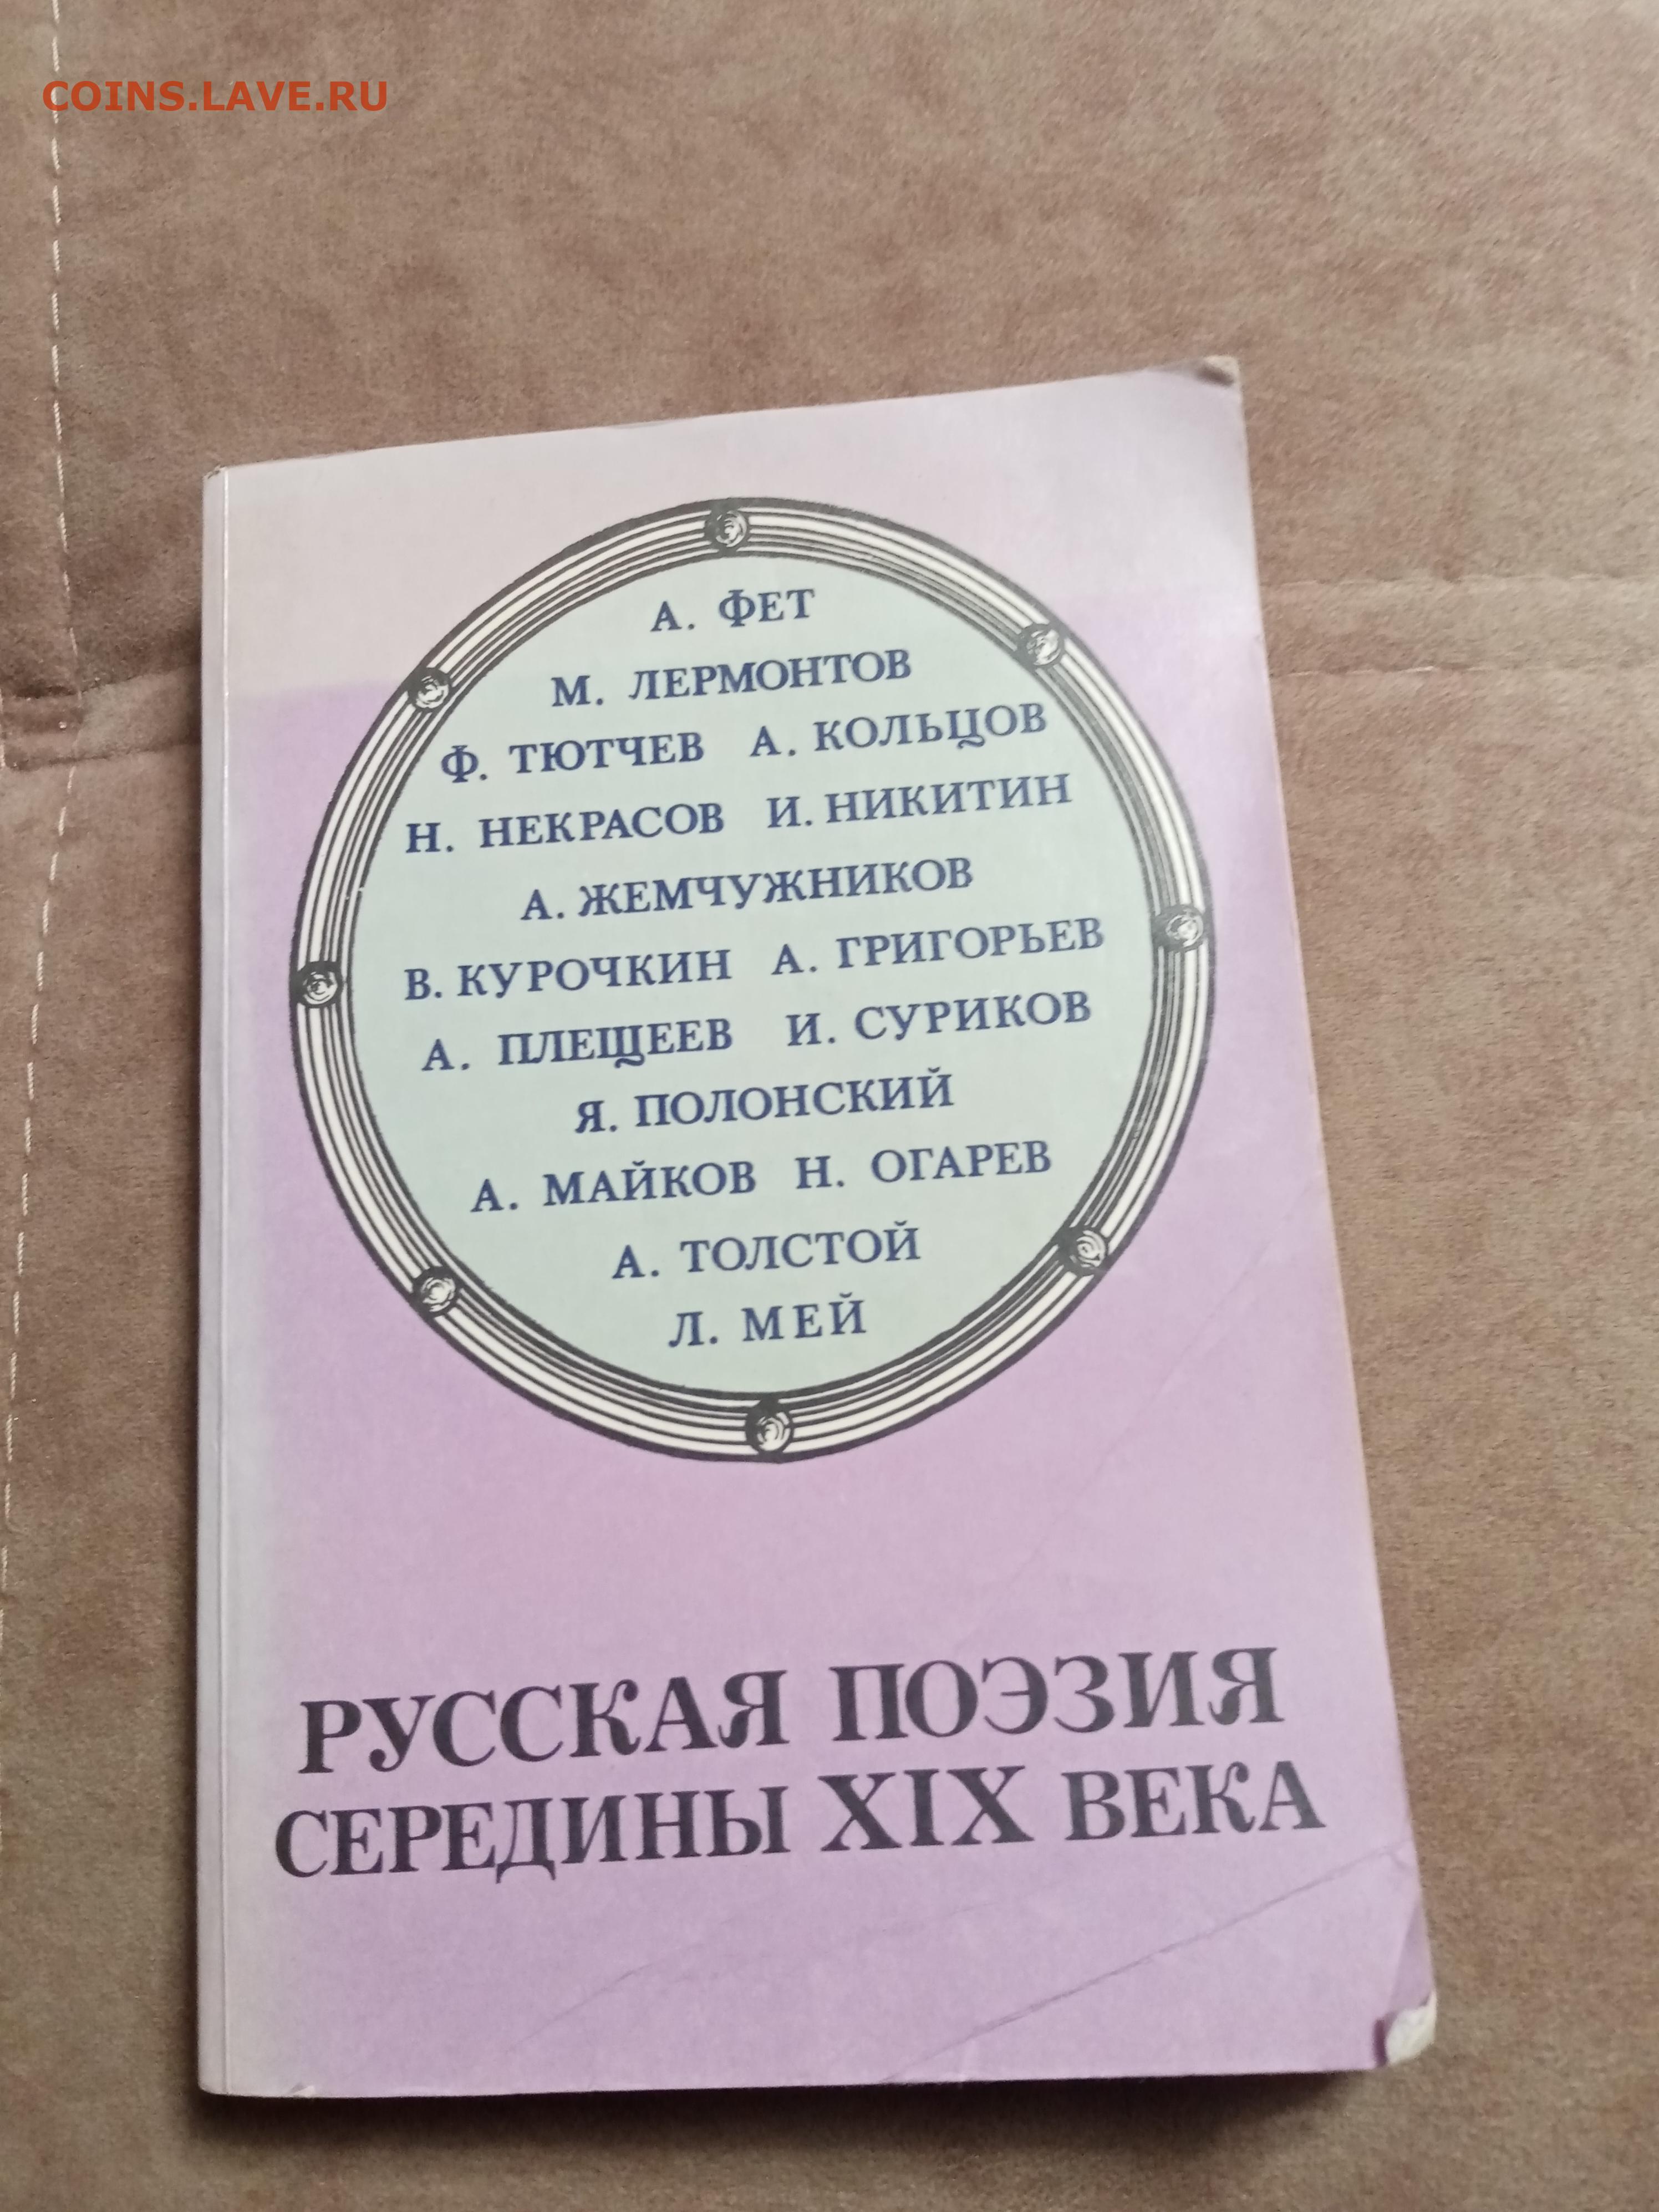 COINS.LAVE.RU
А. ФЕТ
М. ЛЕРМОНТОВ
Ф. ТЮТЧЕВ А. КОЛЬЦОВ
Н. НЕКРАСОВ И. НИКИТИН
А. ЖЕМЧУЖНИКОВ
В. КУРОЧКИН А. ГРИГОРЬЕВ
А. ПЛЕЩЕЕВ И. СУРИКОВ
Я. ПОЛОНСКИЙ
А. МАЙКОВ Н. ОГАРЕВ
А. ТОЛСТОЙ
Л. МЕЙ
РУССКАЯ ПОЭЗИЯ
СЕРЕДИНЫ XIX ВЕКА